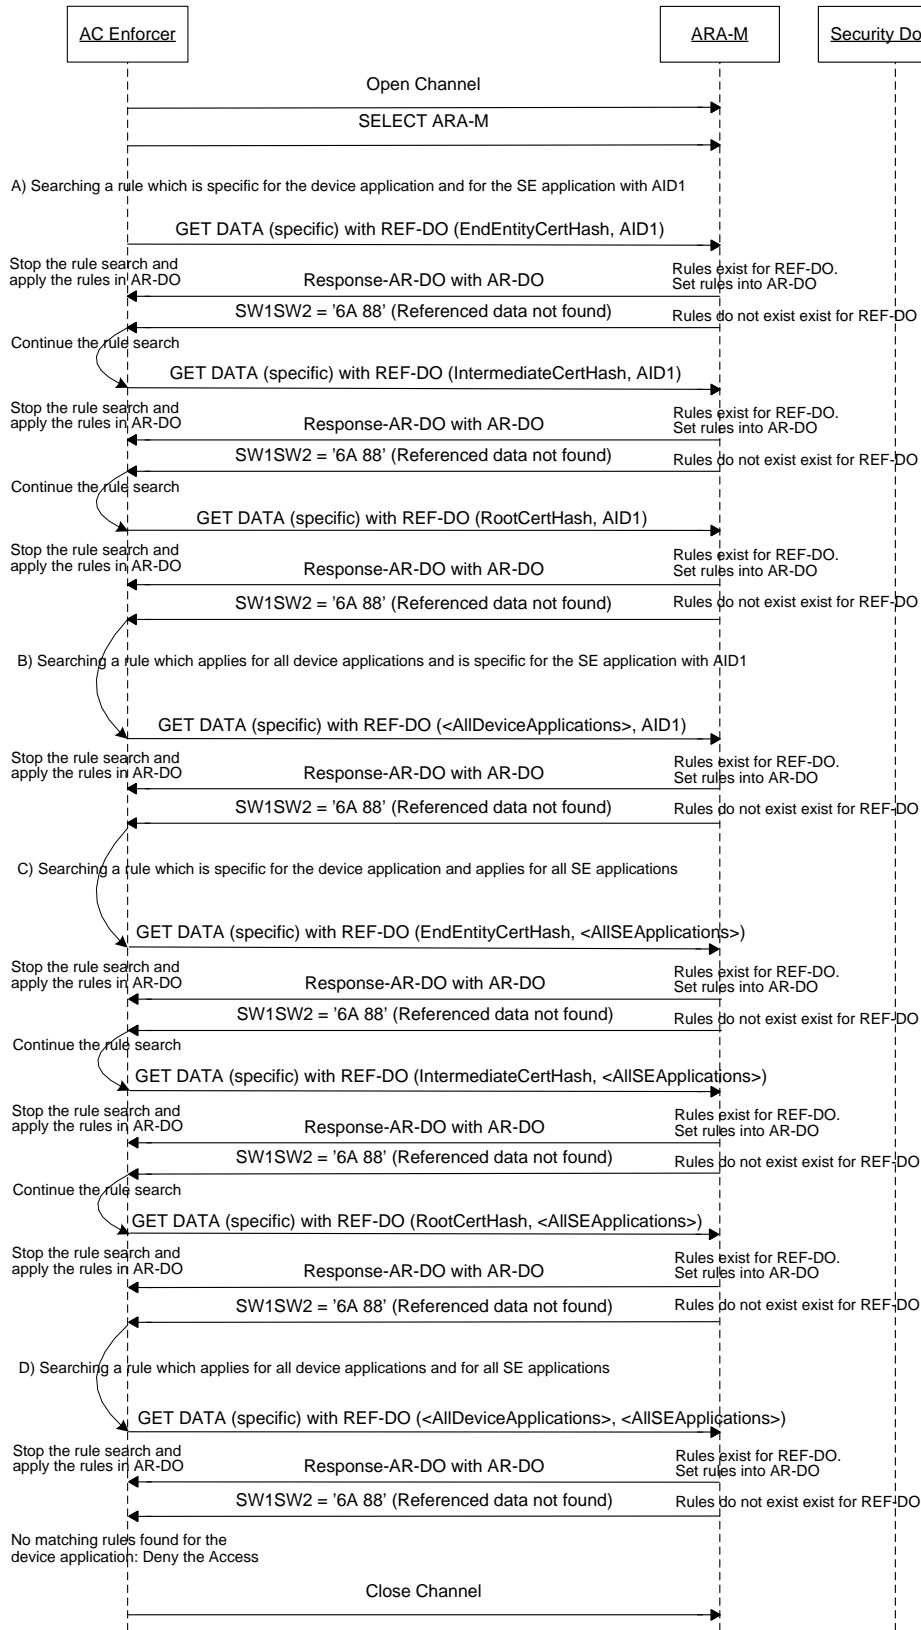 AC Enforcer
ARA-M
Security Do
Open Channel
SELECT ARA-M
A) Searching a rule which is specific for the device application and for the SE application with AID1
GET DATA (specific) with REF-DO (EndEntityCertHash, AID1)
Stop the rule search and
apply the rules in AR-DO
Response-AR-DO with AR-DO
Rules exist for REF-DO.
Set rules into AR-DO
SW1SW2 = '6A 88' (Referenced data not found)
Rules do not exist exist for REF-DO
Continue the rule search
GET DATA (specific) with REF-DO (IntermediateCertHash, AID1)
Stop the rule search and
apply the rules in AR-DO
Response-AR-DO with AR-DO
Rules exist for REF-DO.
Set rules into AR-DO
SW1SW2 = '6A 88' (Referenced data not found)
Rules do not exist exist for REF-DO
Continue the rule search
GET DATA (specific) with REF-DO (RootCertHash, AID1)
Stop the rule search and
apply the rules in AR-DO
Response-AR-DO with AR-DO
Rules exist for REF-DO.
Set rules into AR-DO
SW1SW2 = '6A 88' (Referenced data not found)
Rules do not exist exist for REF-DO
B) Searching a rule which applies for all device applications and is specific for the SE application with AID1
GET DATA (specific) with REF-DO (<AllDeviceApplications>, AID1)
Stop the rule search and
apply the rules in AR-DO
Response-AR-DO with AR-DO
Rules exist for REF-DO.
Set rules into AR-DO
SW1SW2 = '6A 88' (Referenced data not found)
Rules do not exist exist for REF-DO
C) Searching a rule which is specific for the device application and applies for all SE applications
GET DATA (specific) with REF-DO (EndEntityCertHash, <AllSEApplications>)
Stop the rule search and
apply the rules in AR-DO
Response-AR-DO with AR-DO
Rules exist for REF-DO.
Set rules into AR-DO
SW1SW2 = '6A 88' (Referenced data not found)
Rules do not exist exist for REF-DO
Continue the rule search
GET DATA (specific) with REF-DO (IntermediateCertHash, <AllSEApplications>)
Stop the rule search and
apply the rules in AR-DO
Response-AR-DO with AR-DO
Rules exist for REF-DO.
Set rules into AR-DO
SW1SW2 = '6A 88' (Referenced data not found)
Rules do not exist exist for REF-DO
Continue the rule search
GET DATA (specific) with REF-DO (RootCertHash, <AllSEApplications>)
Stop the rule search and
apply the rules in AR-DO
Response-AR-DO with AR-DO
Rules exist for REF-DO.
Set rules into AR-DO
SW1SW2 = '6A 88' (Referenced data not found)
Rules do not exist exist for REF-DO
D) Searching a rule which applies for all device applications and for all SE applications
GET DATA (specific) with REF-DO (<AllDeviceApplications>, <AllSEApplications>)
Stop the rule search and
apply the rules in AR-DO
Response-AR-DO with AR-DO
Rules exist for REF-DO.
Set rules into AR-DO
SW1SW2 = '6A 88' (Referenced data not found)
Rules do not exist exist for REF-DO
No matching rules found for the
device application: Deny the Access
Close Channel